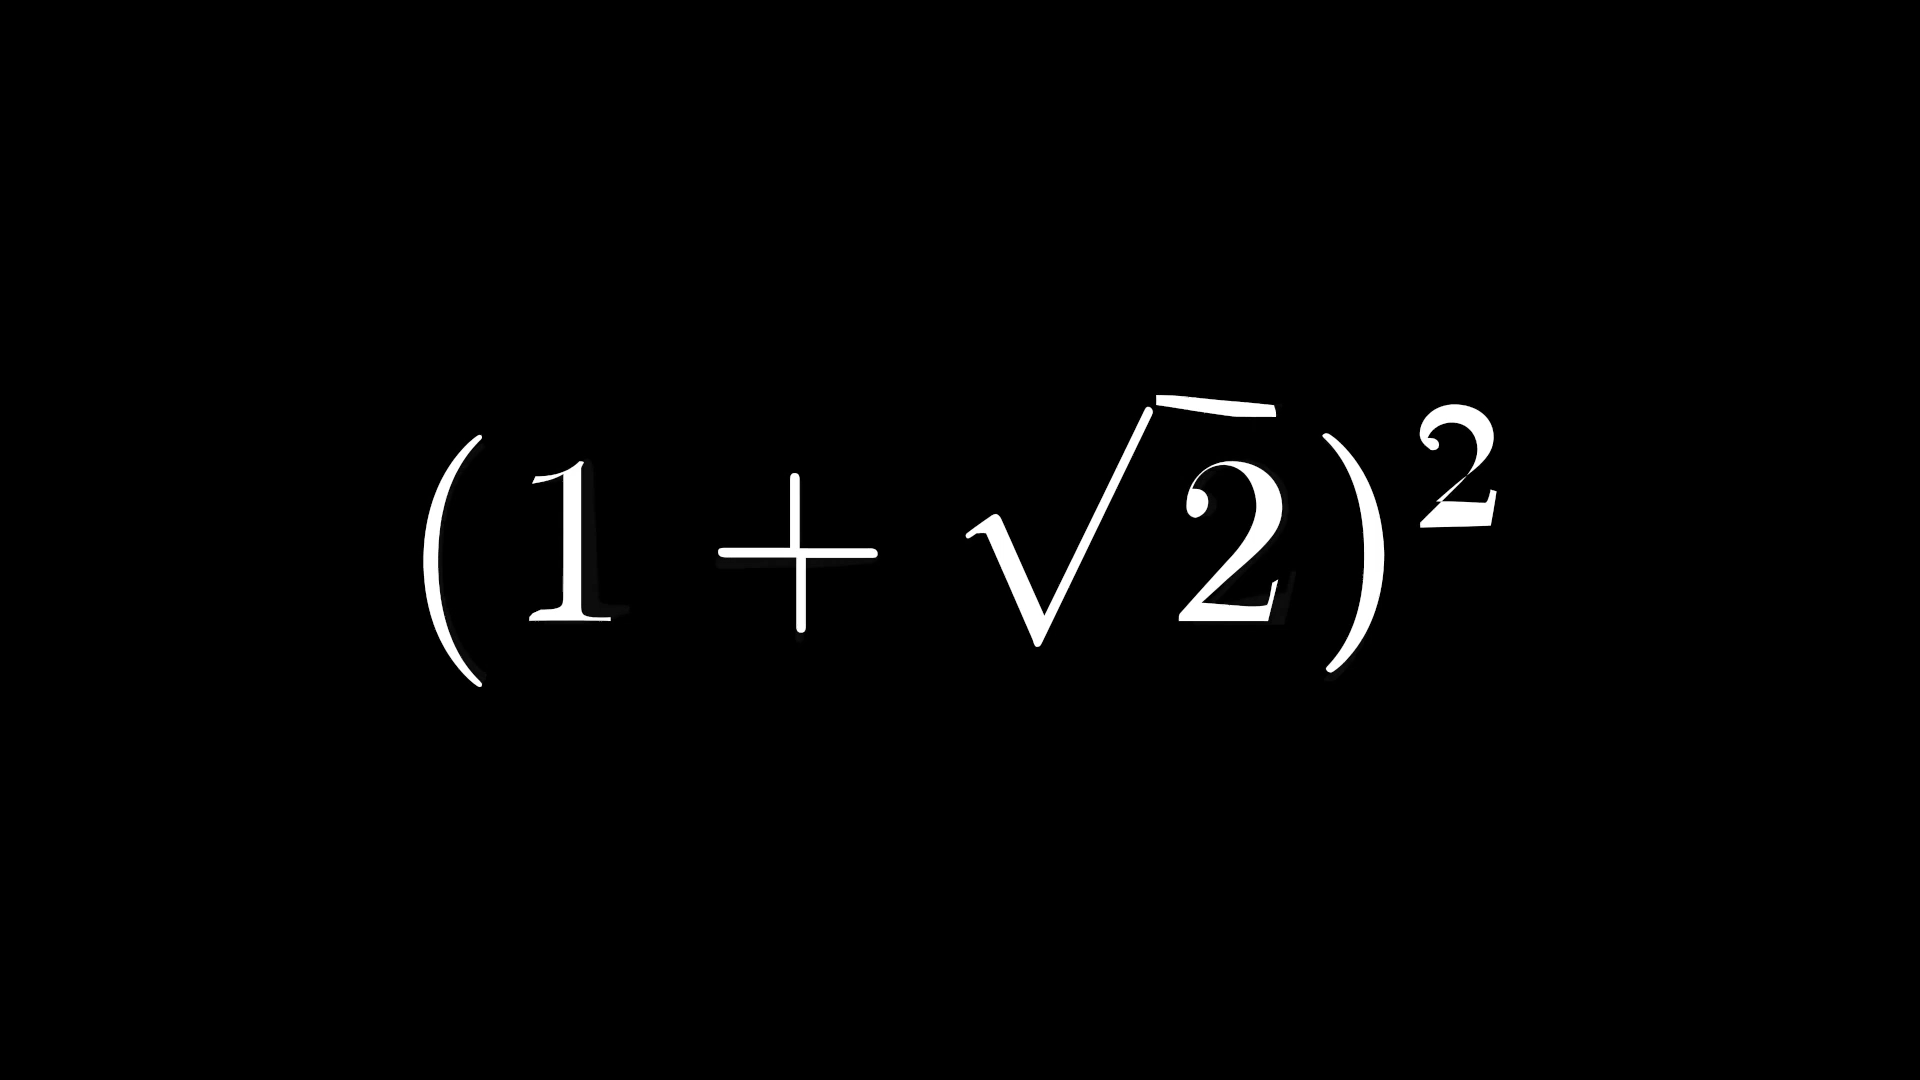 (1 + √2)²